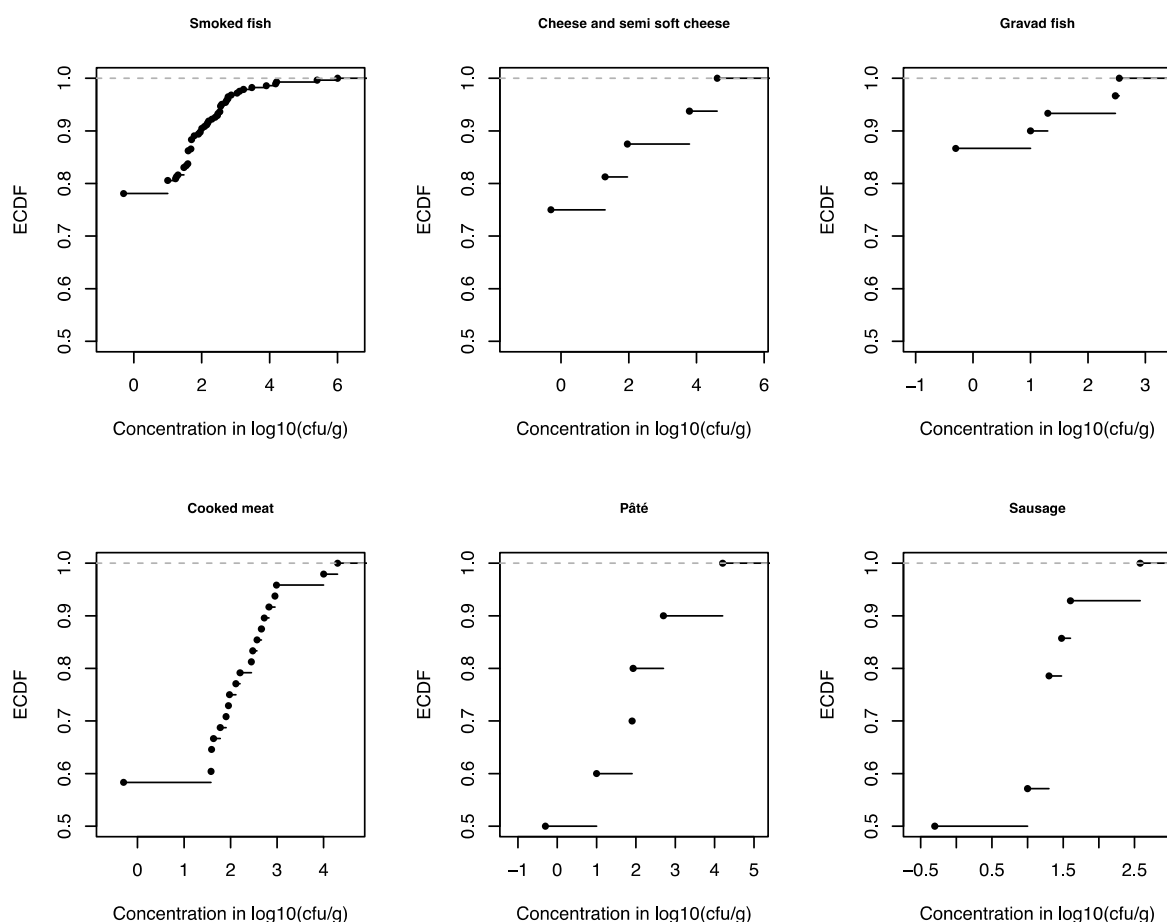 Smoked fish
Cheese and semi soft cheese
Gravad fish
ECDF
0.5 0.6 0.7 0.8 0.9 1.0
0 2 4 6
Concentration in log10(cfu/g)
ECDF
0.5 0.6 0.7 0.8 0.9 1.0
0 2 4 6
Concentration in log10(cfu/g)
ECDF
0.5 0.6 0.7 0.8 0.9 1.0
−1 0 1 2 3
Concentration in log10(cfu/g)
Cooked meat
Pâté
Sausage
ECDF
0.5 0.6 0.7 0.8 0.9 1.0
0 1 2 3 4
Concentration in log10(cfu/g)
ECDF
0.5 0.6 0.7 0.8 0.9 1.0
−1 0 1 2 3 4 5
Concentration in log10(cfu/g)
ECDF
0.5 0.6 0.7 0.8 0.9 1.0
−0.5 0.5 1.5 2.5
Concentration in log10(cfu/g)